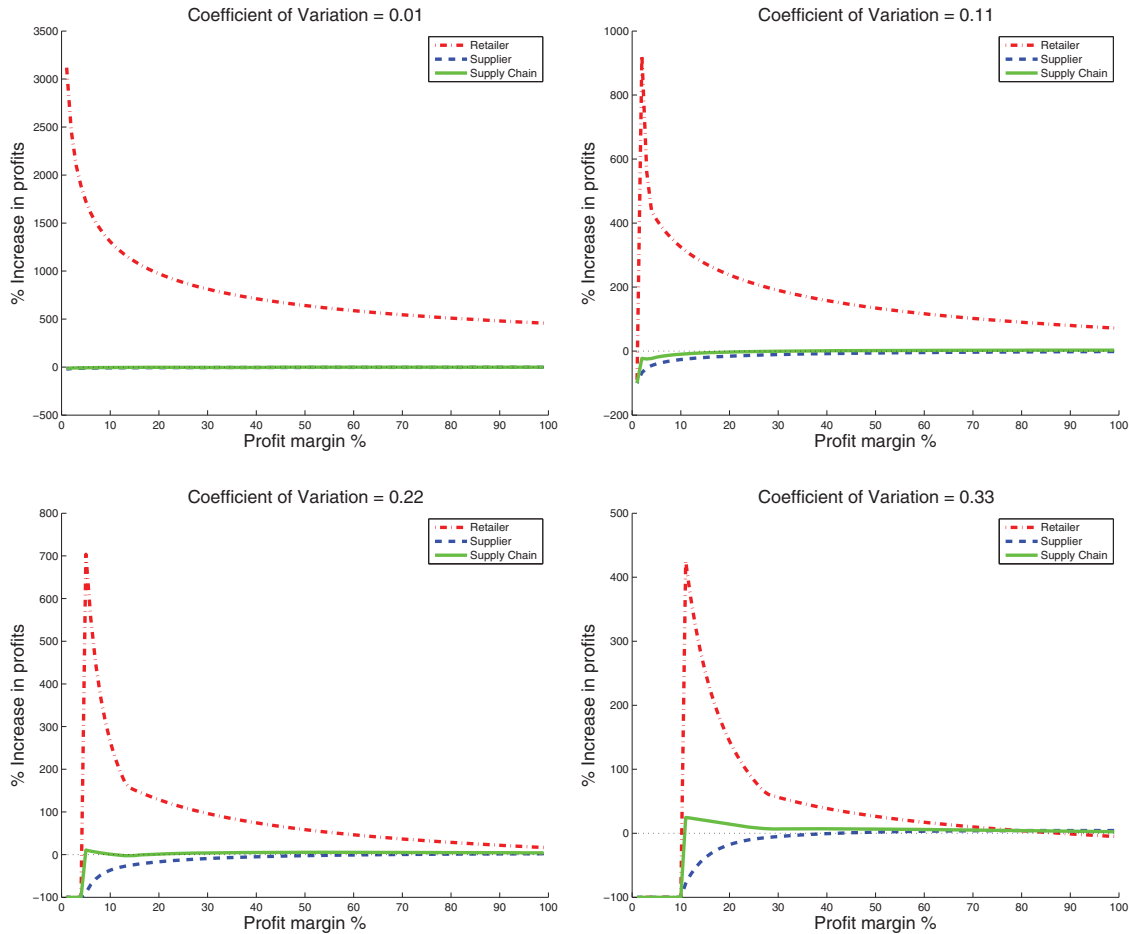 Coefficient of Variation = 0.01
3500
3000
2500
2000
1500
1000
500
0
−500
% Increase in profits
0 10 20 30 40 50 60 70 80 90 100
Profit margin %
Retailer
Supplier
Supply Chain
Coefficient of Variation = 0.11
1000
800
600
400
200
0
−200
% Increase in profits
0 10 20 30 40 50 60 70 80 90 100
Profit margin %
Retailer
Supplier
Supply Chain
Coefficient of Variation = 0.22
800
700
600
500
400
300
200
100
0
−100
% Increase in profits
0 10 20 30 40 50 60 70 80 90 100
Profit margin %
Retailer
Supplier
Supply Chain
Coefficient of Variation = 0.33
500
400
300
200
100
0
−100
% Increase in profits
0 10 20 30 40 50 60 70 80 90 100
Profit margin %
Retailer
Supplier
Supply Chain